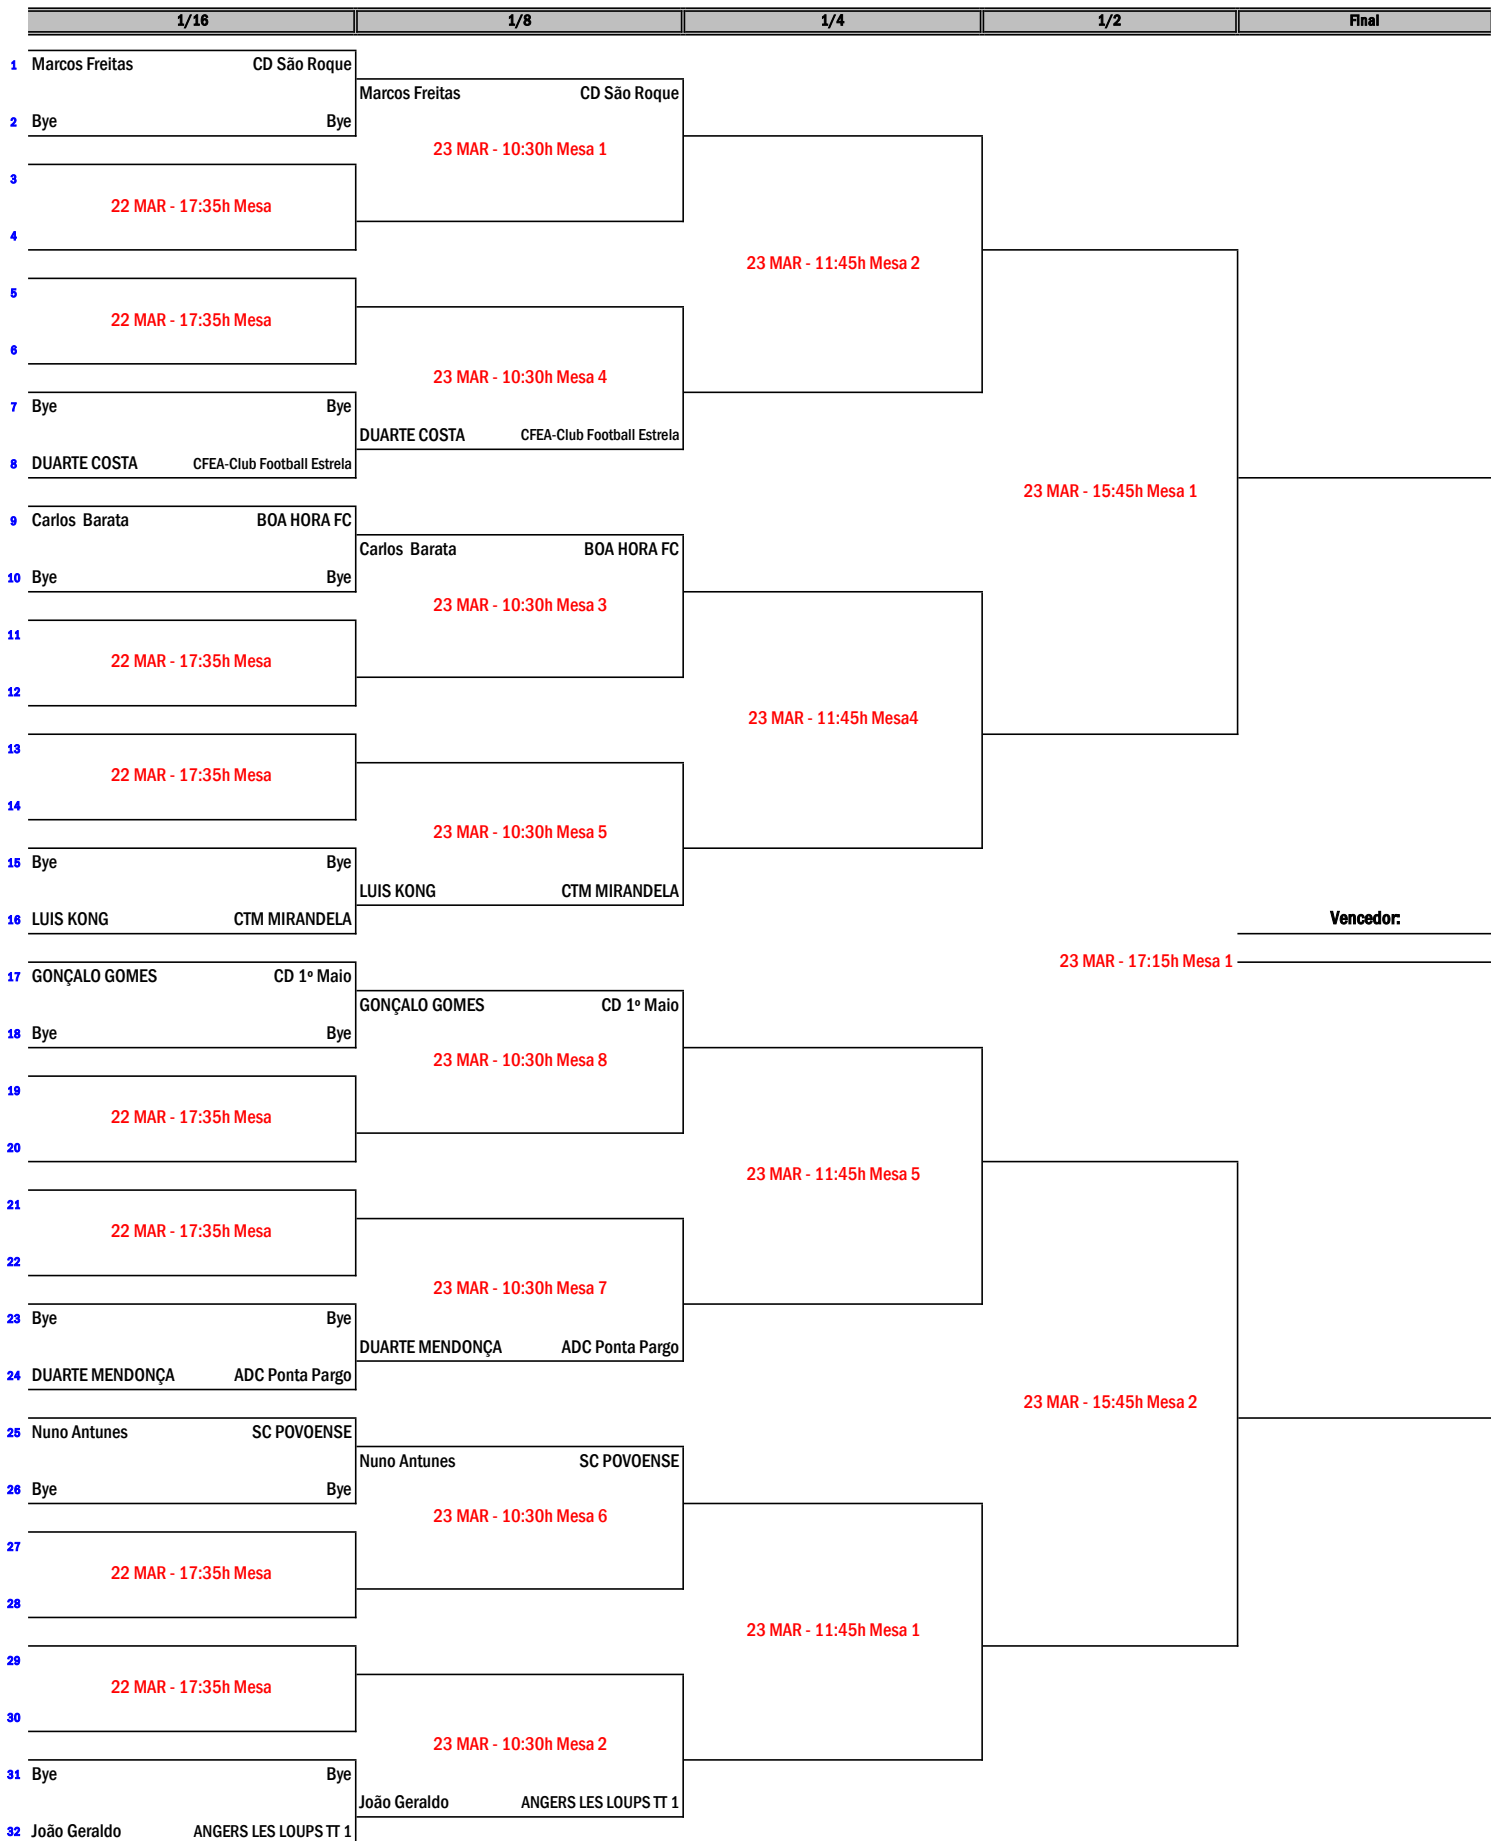 1/16 1/8 1/4 1/2 Final
1 Marcos Freitas CD São Roque
Marcos Freitas CD São Roque
2 Bye Bye
23 MAR - 10:30h Mesa 1
3
22 MAR - 17:35h Mesa
4
23 MAR - 11:45h Mesa 2
5
22 MAR - 17:35h Mesa
6
23 MAR - 10:30h Mesa 4
7 Bye Bye
DUARTE COSTA CFEA-Club Football Estrela
8 DUARTE COSTA CFEA-Club Football Estrela
23 MAR - 15:45h Mesa 1
9 Carlos Barata BOA HORA FC
Carlos Barata BOA HORA FC
10 Bye Bye
23 MAR - 10:30h Mesa 3
11
22 MAR - 17:35h Mesa
12
23 MAR - 11:45h Mesa4
13
22 MAR - 17:35h Mesa
14
23 MAR - 10:30h Mesa 5
15 Bye Bye
LUIS KONG CTM MIRANDELA
16 LUIS KONG CTM MIRANDELA Vencedor:
23 MAR - 17:15h Mesa 1
17 GONÇALO GOMES CD 1º Maio
GONÇALO GOMES CD 1º Maio
18 Bye Bye
23 MAR - 10:30h Mesa 8
19
22 MAR - 17:35h Mesa
20
23 MAR - 11:45h Mesa 5
21
22 MAR - 17:35h Mesa
22
23 MAR - 10:30h Mesa 7
23 Bye Bye
DUARTE MENDONÇA ADC Ponta Pargo
24 DUARTE MENDONÇA ADC Ponta Pargo
23 MAR - 15:45h Mesa 2
25 Nuno Antunes SC POVOENSE
Nuno Antunes SC POVOENSE
26 Bye Bye
23 MAR - 10:30h Mesa 6
27
22 MAR - 17:35h Mesa
28
23 MAR - 11:45h Mesa 1
29
22 MAR - 17:35h Mesa
30
23 MAR - 10:30h Mesa 2
31 Bye Bye
João Geraldo ANGERS LES LOUPS TT 1
32 João Geraldo ANGERS LES LOUPS TT 1